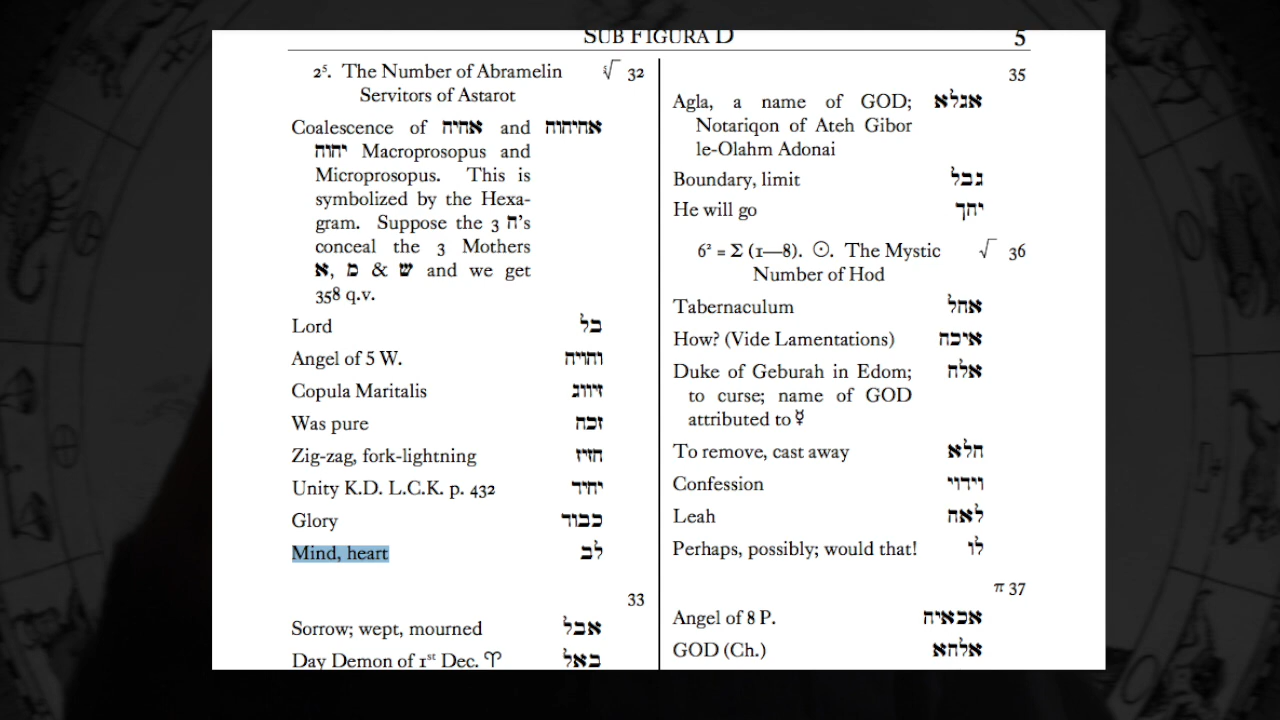 SUB FIGURA D 5
2⁵. The Number of Abramelin ⁵√ 32
Servitors of Astarot
Coalescence of אהיה and אהיהוה
יהוה Macroprosopus and
Microprosopus. This is
symbolized by the Hexa-
gram. Suppose the 3 ה's
conceal the 3 Mothers
א, מ & ש and we get
358 q.v.
Lord בל
Angel of 5 W. והויה
Copula Maritalis זיווג
Was pure זכה
Zig-zag, fork-lightning חזיז
Unity K.D. L.C.K. p. 432 יחיד
Glory כבוד
Mind, heart לב
33
Sorrow; wept, mourned אבל
Day Demon of 1ˢᵗ Dec. ♈ באל
35
Agla, a name of GOD; אגלא
Notariqon of Ateh Gibor
le-Olahm Adonai
Boundary, limit גבל
He will go יהך
6² = Σ (1—8). ☉. The Mystic √ 36
Number of Hod
Tabernaculum אהל
How? (Vide Lamentations) איכה
Duke of Geburah in Edom; אלה
to curse; name of GOD
attributed to ☿
To remove, cast away הלא
Confession וידוי
Leah לאה
Perhaps, possibly; would that! לו
π 37
Angel of 8 P. אכאיה
GOD (Ch.) אלהא